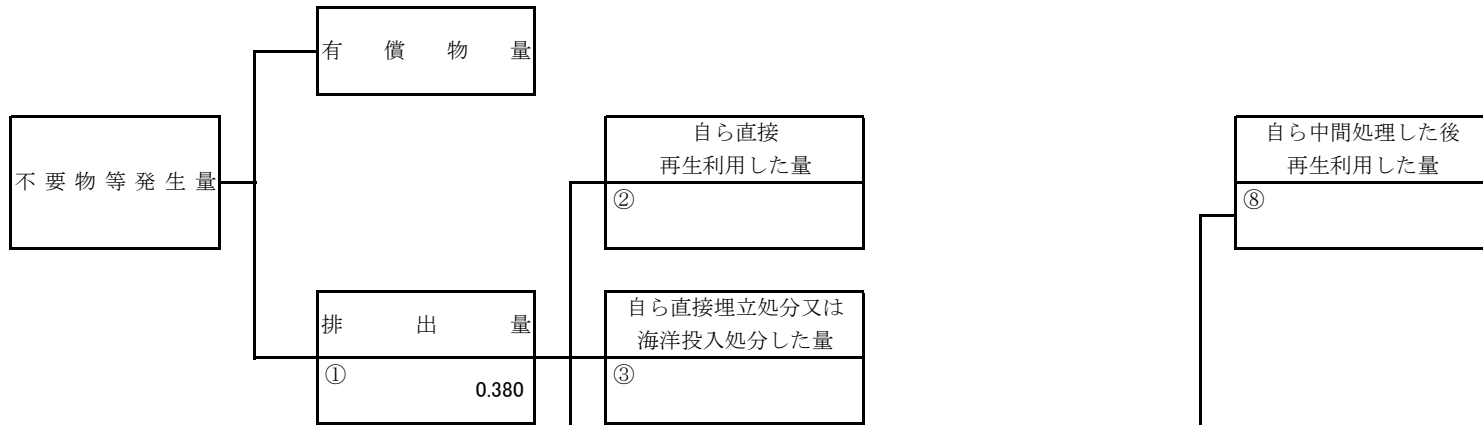 有償物量
不要物等発生量
自ら直接
再生利用した量
②
自ら中間処理した後
再生利用した量
⑧
排出量
①
0.380
自ら直接埋立処分又は
海洋投入処分した量
③